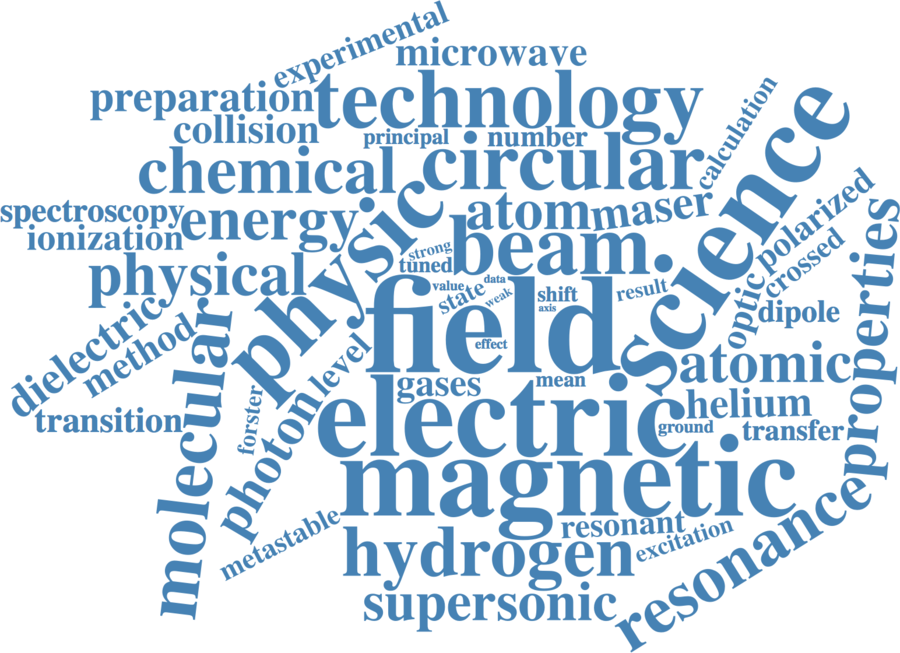 experimental
microwave
preparation
technology
collision
principal
number
calculation
chemical
circular
science
spectroscopy
energy
atom
maser
polarized
ionization
physic
strong
beam
crossed
physical
tuned
data
optic
properties
value
state
weak
shift
axis
result
dipole
dielectric
method
molecular
level
field
effect
atomic
transition
forster
photon
gases
mean
electric
helium
ground
transfer
magnetic
metastable
resonant
excitation
resonance
hydrogen
supersonic